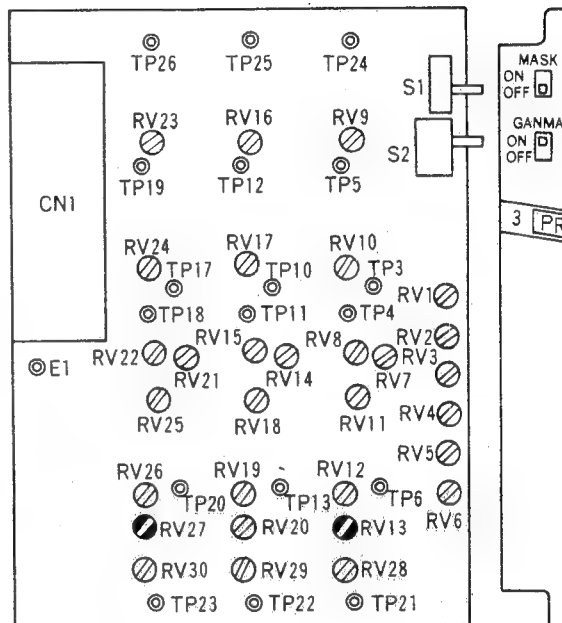 TP26 TP25 TP24
S1
MASK
ON
OFF
RV23 RV16 RV9
GANMA
ON
OFF
S2
TP19 TP12 TP5
CN1
3 PR
RV24 RV17 RV10
TP17 TP10 TP3
RV1
TP18 TP11 TP4
RV15 RV8 RV2
RV22 RV3
E1
RV21 RV14 RV7
RV25 RV18 RV11 RV4
RV5
RV26 RV19 RV12
TP20 TP13 TP6
RV6
RV27 RV20 RV13
RV30 RV29 RV28
TP23 TP22 TP21